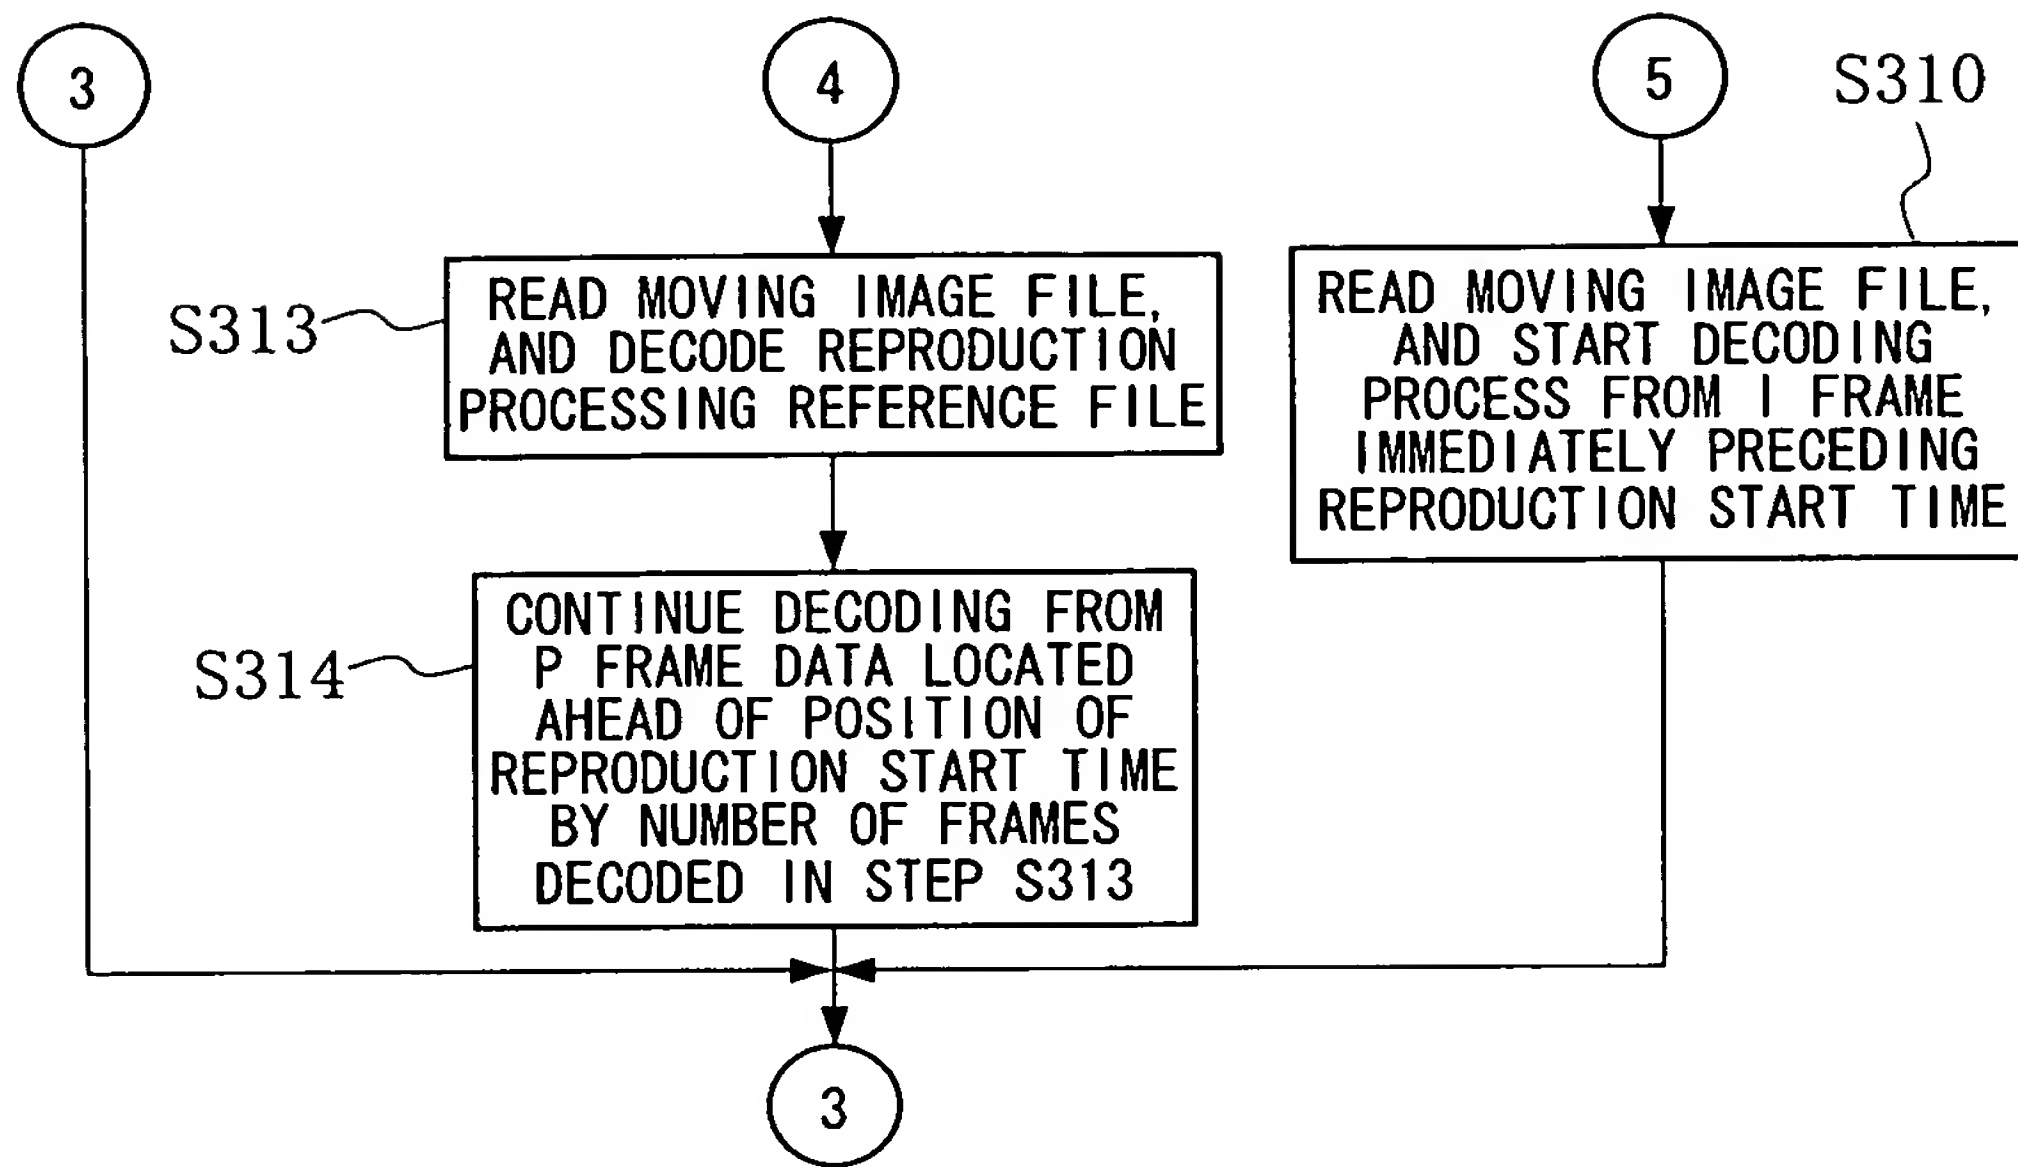 3
4
5
S310
S313
READ MOVING IMAGE FILE,
AND DECODE REPRODUCTION
PROCESSING REFERENCE FILE
READ MOVING IMAGE FILE,
AND START DECODING
PROCESS FROM I FRAME
IMMEDIATELY PRECEDING
REPRODUCTION START TIME
S314
CONTINUE DECODING FROM
P FRAME DATA LOCATED
AHEAD OF POSITION OF
REPRODUCTION START TIME
BY NUMBER OF FRAMES
DECODED IN STEP S313
3